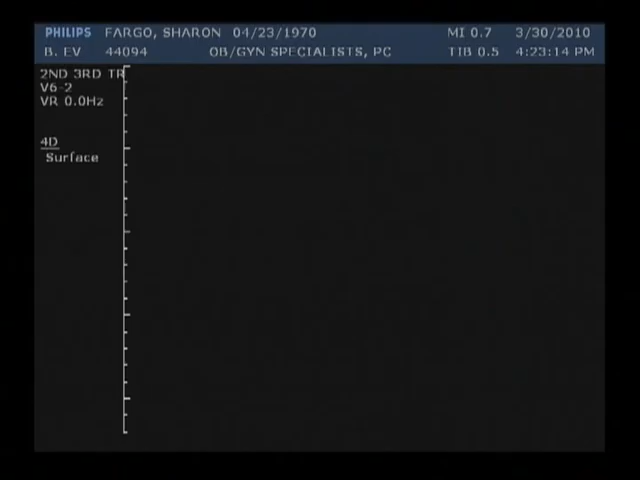 PHILIPS FARGO, SHARON 04/23/1970 MI 0.7 3/30/2010
B. EV 44094 OB/GYN SPECIALISTS, PC TIB 0.5 4:23:14 PM
2ND 3RD TR
V6-2
VR 0.0Hz
4D
Surface